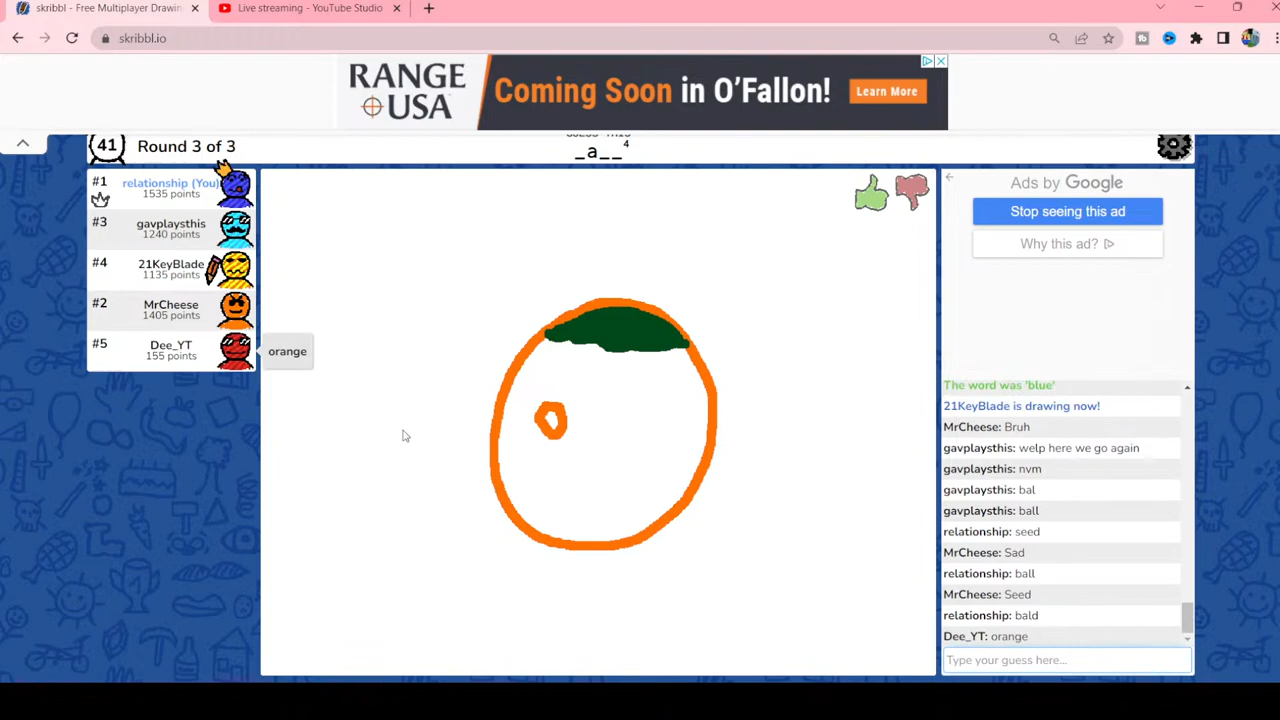 skribbl - Free Multiplayer Drawin
Live streaming - YouTube Studio
skribbl.io
RANGE
USA
Coming Soon in O'Fallon!
Learn More
41
Round 3 of 3
_a__ 4
#1
relationship (You)
1535 points
#3
gavplaysthis
1240 points
#4
21KeyBlade
1135 points
#2
MrCheese
1405 points
#5
Dee_YT
155 points
orange
Ads by Google
Stop seeing this ad
Why this ad?
The word was 'blue'
21KeyBlade is drawing now!
MrCheese: Bruh
gavplaysthis: welp here we go again
gavplaysthis: nvm
gavplaysthis: bal
gavplaysthis: ball
relationship: seed
MrCheese: Sad
relationship: ball
MrCheese: Seed
relationship: bald
Dee_YT: orange
Type your guess here...